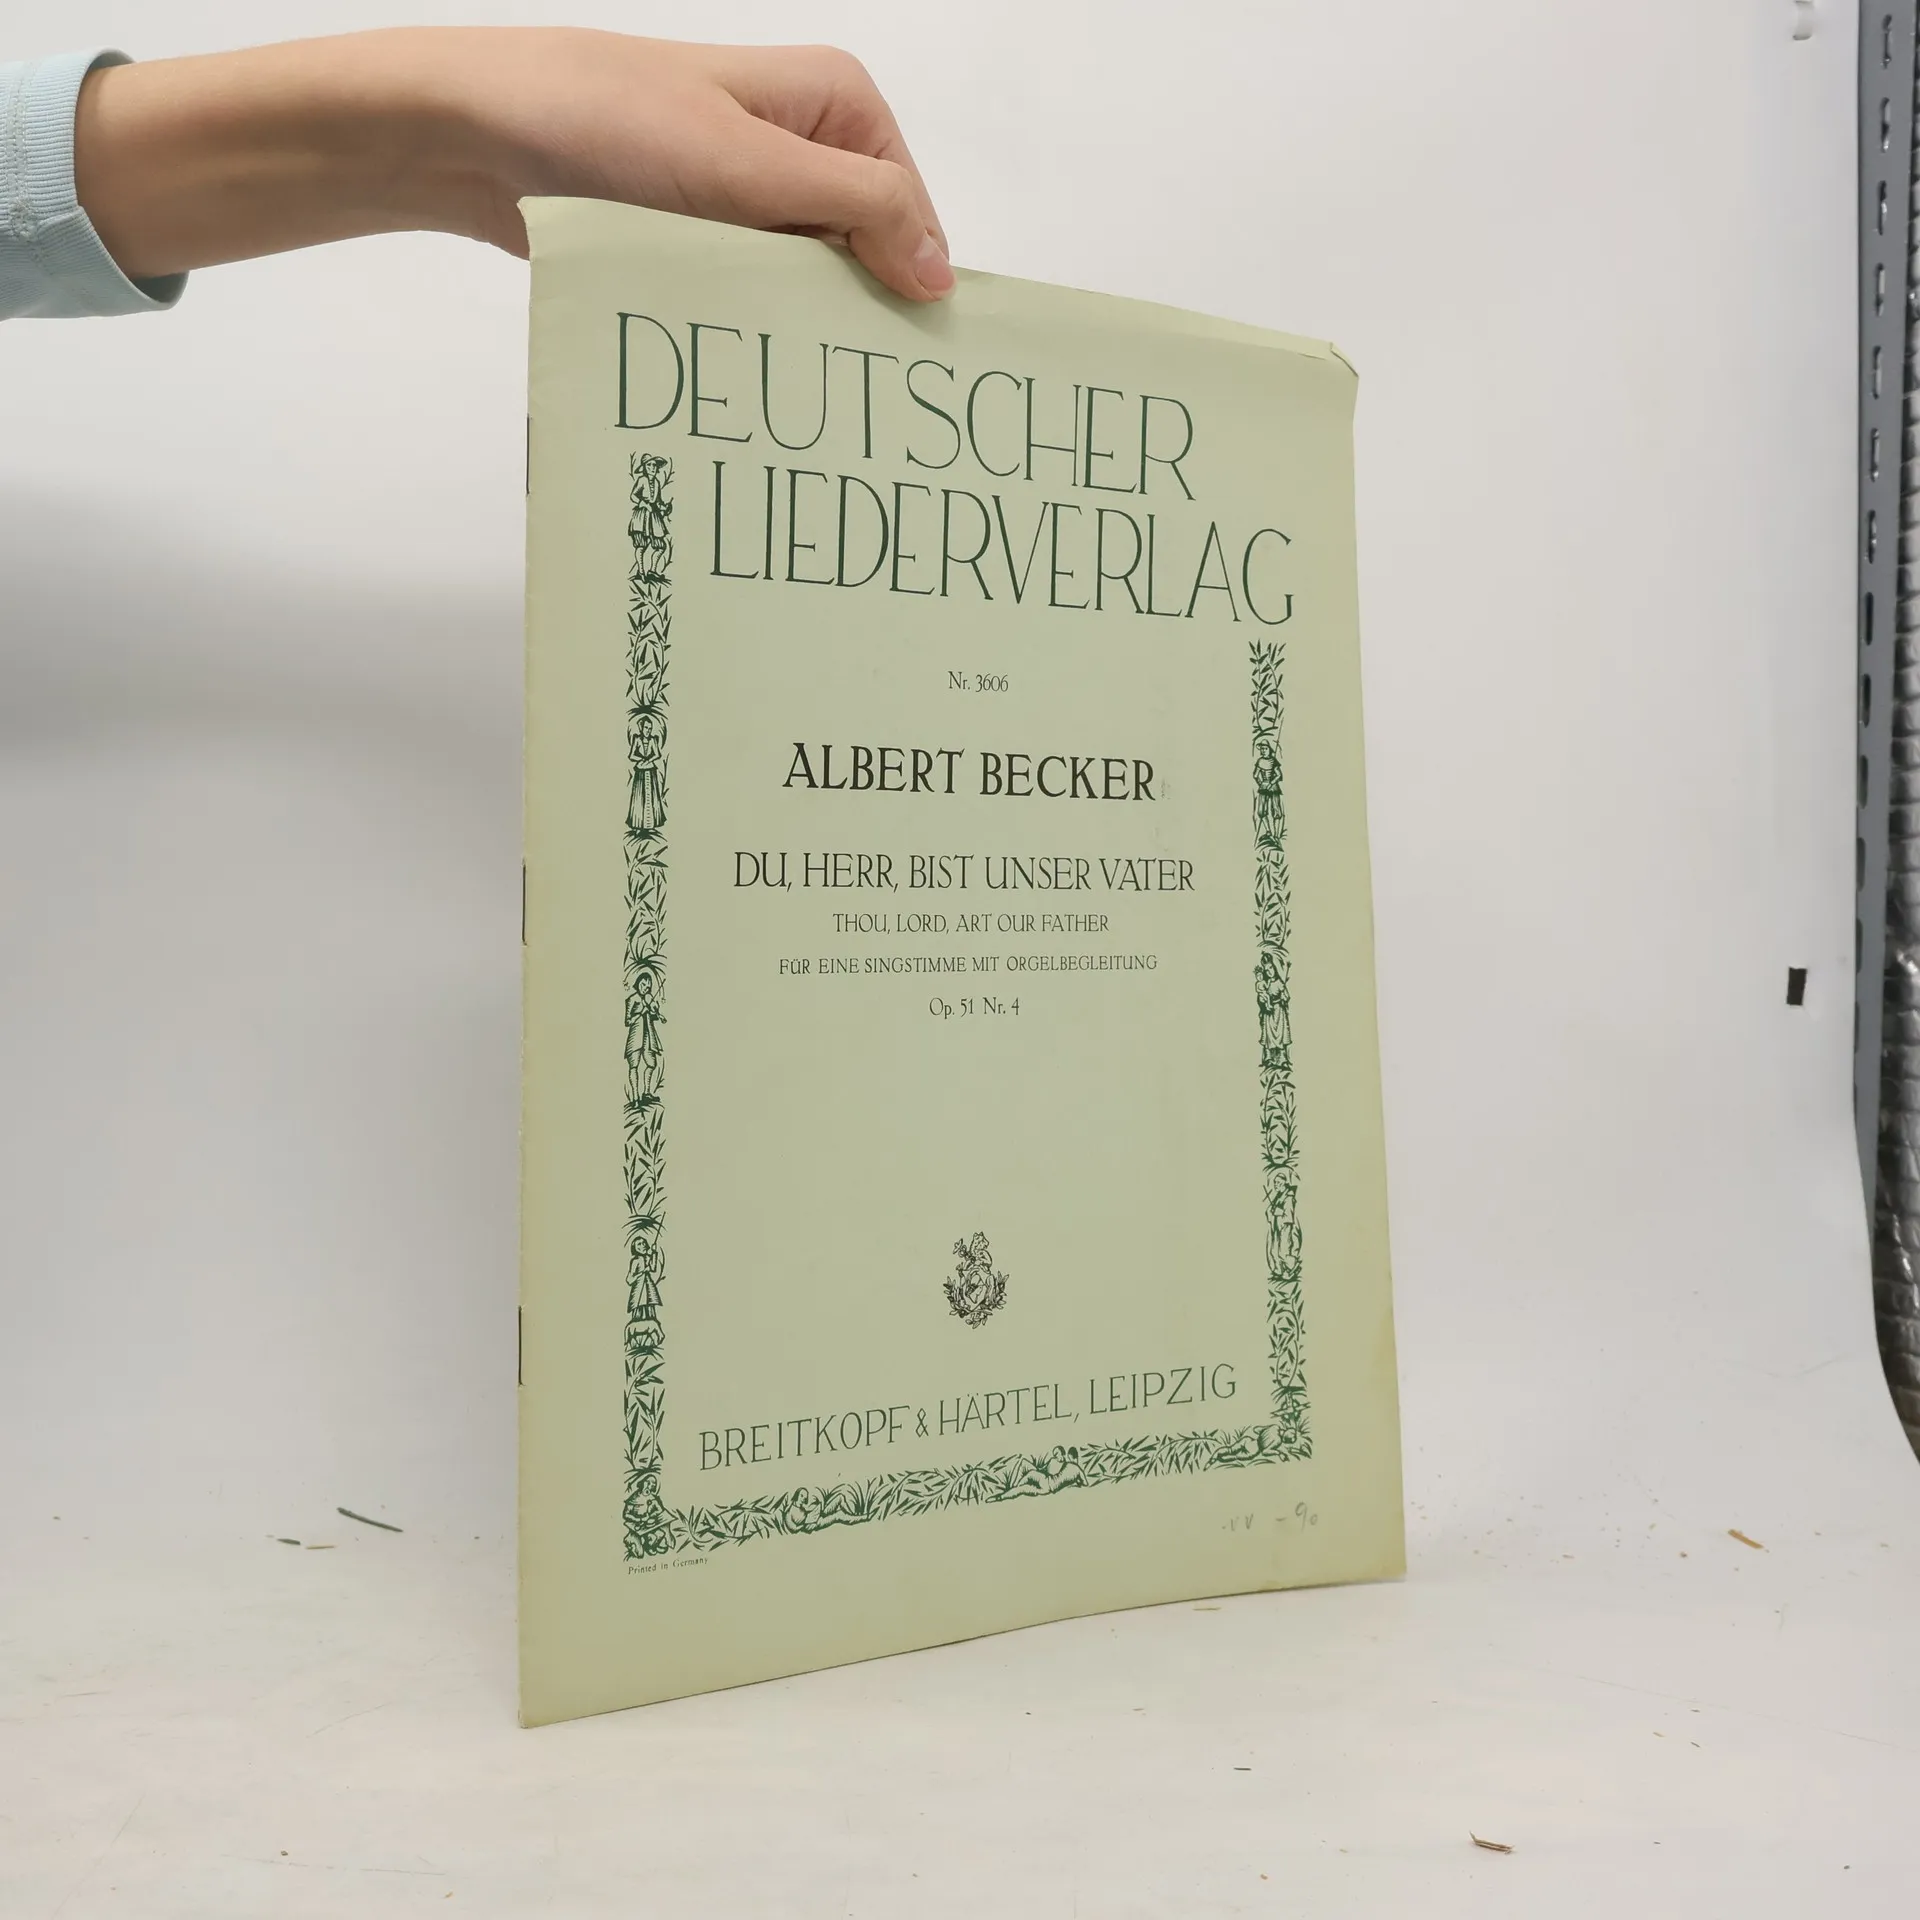 DEUTSCHER
LIEDERVERLAG
Nr. 3606
ALBERT BECKER
DU, HERR, BIST UNSER VATER
THOU, LORD, ART OUR FATHER
FÜR EINE SINGSTIMME MIT ORGELBEGLEITUNG
Op. 51 Nr. 4
BREITKOPF & HÄRTEL, LEIPZIG
Printed in Germany